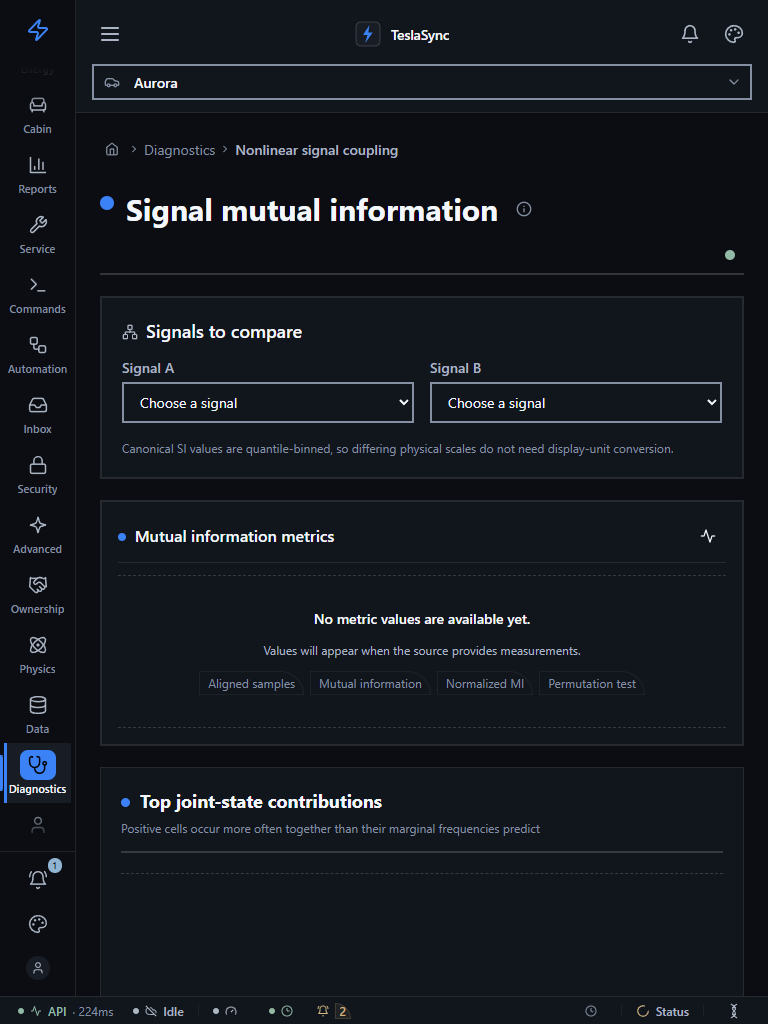 TeslaSync
Aurora
Energy
Cabin
Reports
Service
Commands
Automation
Inbox
Security
Advanced
Ownership
Physics
Data
Diagnostics
1
Diagnostics
Nonlinear signal coupling
Signal mutual information
Signals to compare
Signal A
Signal B
Choose a signal
Choose a signal
Canonical SI values are quantile-binned, so differing physical scales do not need display-unit conversion.
Mutual information metrics
No metric values are available yet.
Values will appear when the source provides measurements.
Aligned samples
Mutual information
Normalized MI
Permutation test
Top joint-state contributions
Positive cells occur more often together than their marginal frequencies predict
API · 224ms
Idle
2
Status